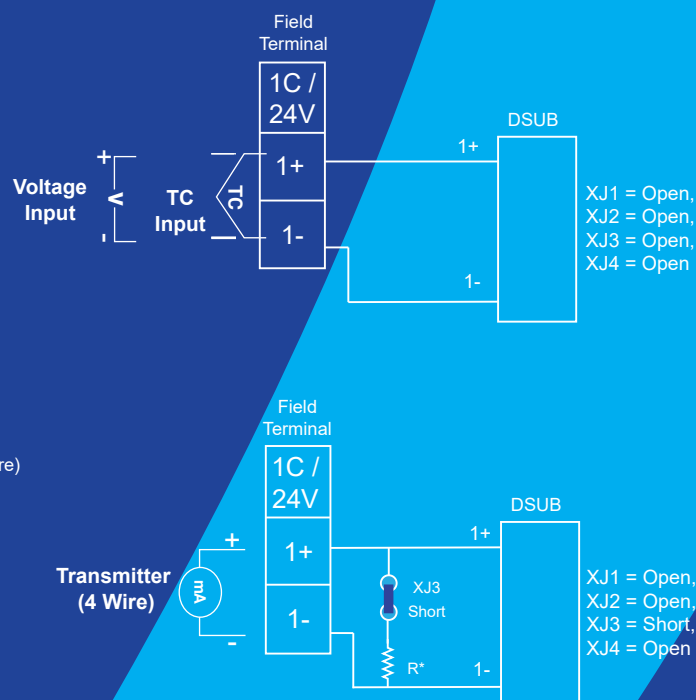 Field
Terminal
1C /
24V
DSUB
1+
1+
Voltage
Input
+
V
-
TC
Input
TC
1-
1-
XJ1 = Open,
XJ2 = Open,
XJ3 = Open,
XJ4 = Open
Field
Terminal
re)
1C /
24V
DSUB
1+
+
1+
Transmitter
(4 Wire)
mA
XJ3
Short
XJ1 = Open,
XJ2 = Open,
XJ3 = Short,
XJ4 = Open
1-
-
R*
1-